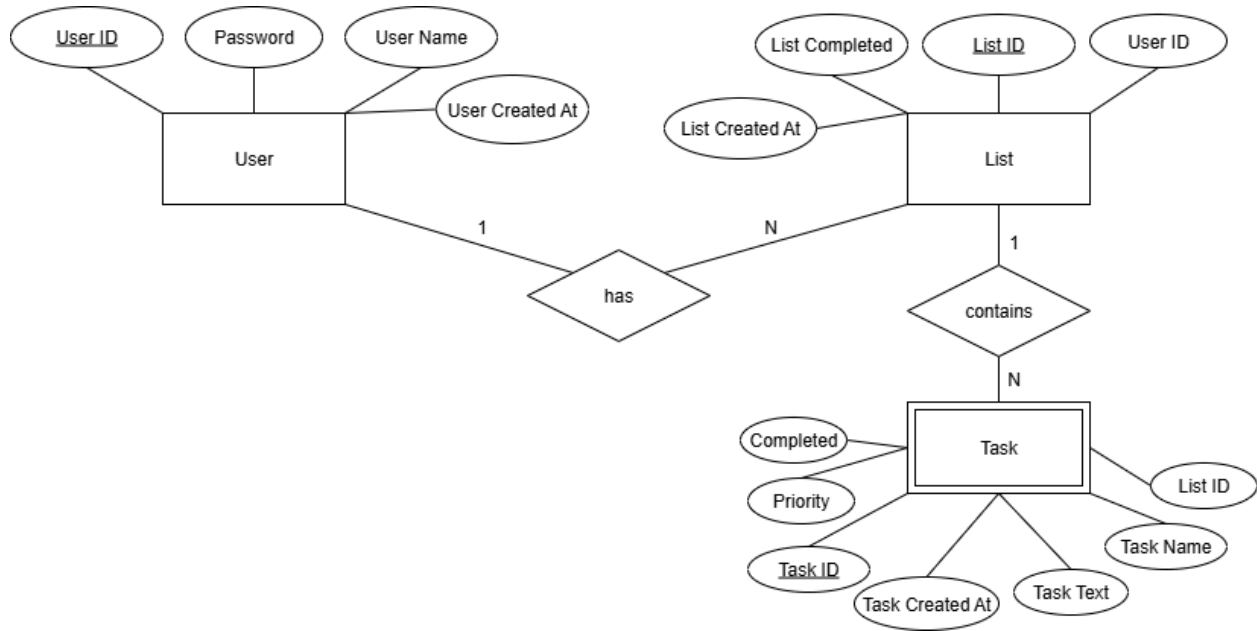 User ID
Password
User Name
User Created At
User
List Completed
List ID
User ID
List Created At
List
1
N
has
1
contains
N
Task
Completed
Priority
Task ID
Task Created At
Task Text
Task Name
List ID